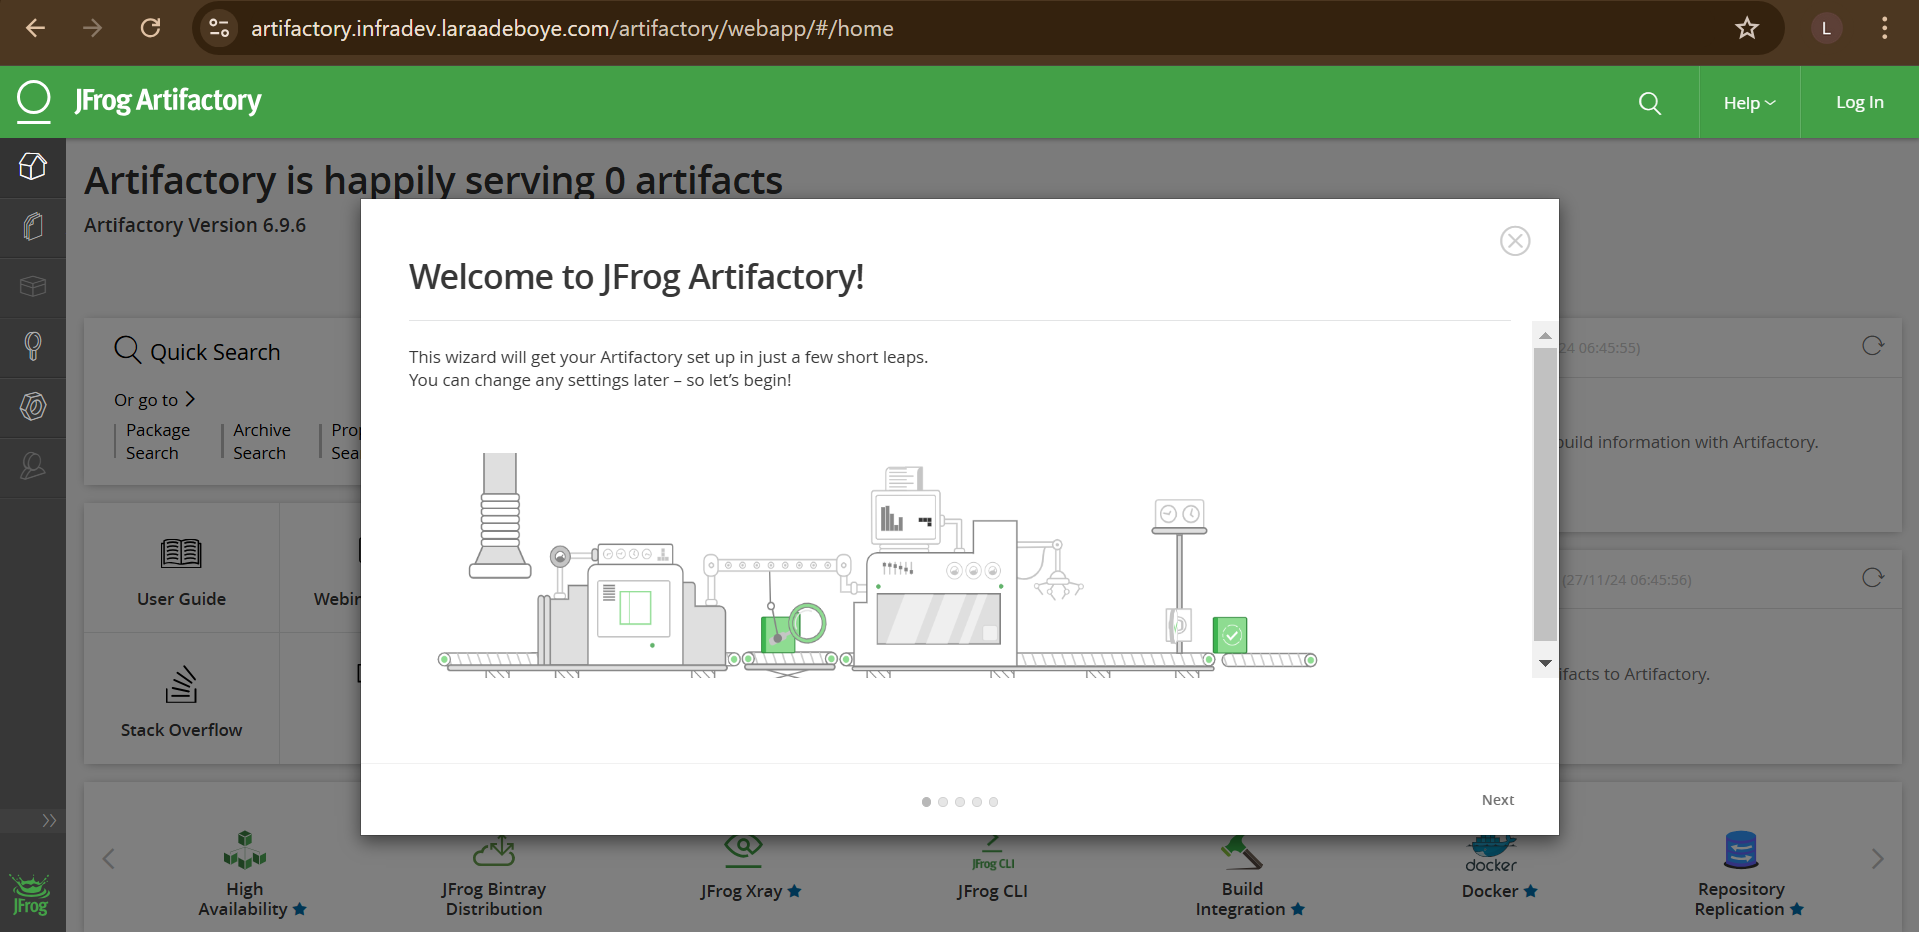 artifactory.infradev.laraadeboye.com/artifactory/webapp/#/home
L
JFrog Artifactory
Help
Log In
Artifactory is happily serving 0 artifacts
Artifactory Version 6.9.6
Welcome to JFrog Artifactory!
This wizard will get your Artifactory set up in just a few short leaps.
You can change any settings later – so let's begin!
Next
Quick Search
Or go to
Package
Search
Archive
Search
24 06:45:55)
build information with Artifactory.
User Guide
Stack Overflow
(27/11/24 06:45:56)
to Artifactory.
High
Availability
JFrog Bintray
Distribution
JFrog Xray
JFrog CLI
JFrog CLI
Build
Integration
docker
Docker
Repository
Replication
JFrog